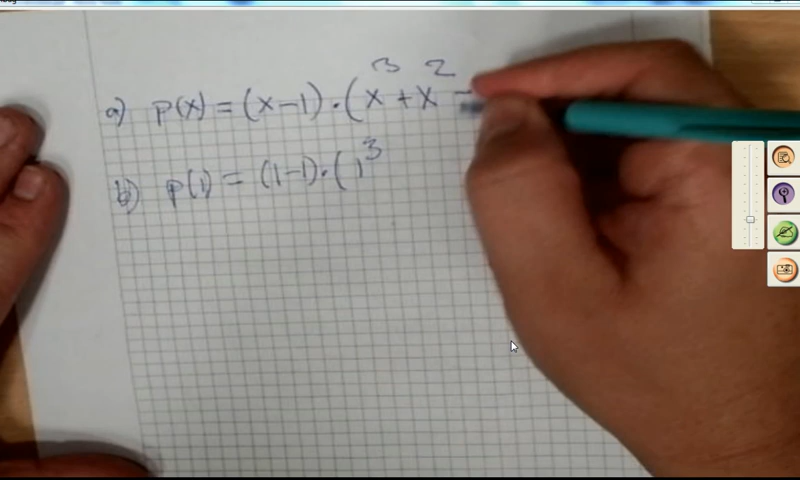 a) p(x) = (x-1)·(x³ + x² -
b) p(1) = (1-1)·(1³